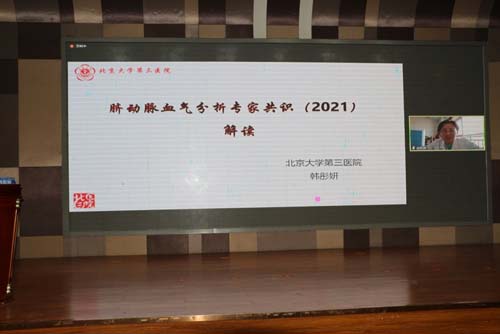 北京大学第三医院
脐动脉血气分析专家共识（2021）
解读
北京大学第三医院
韩彤妍